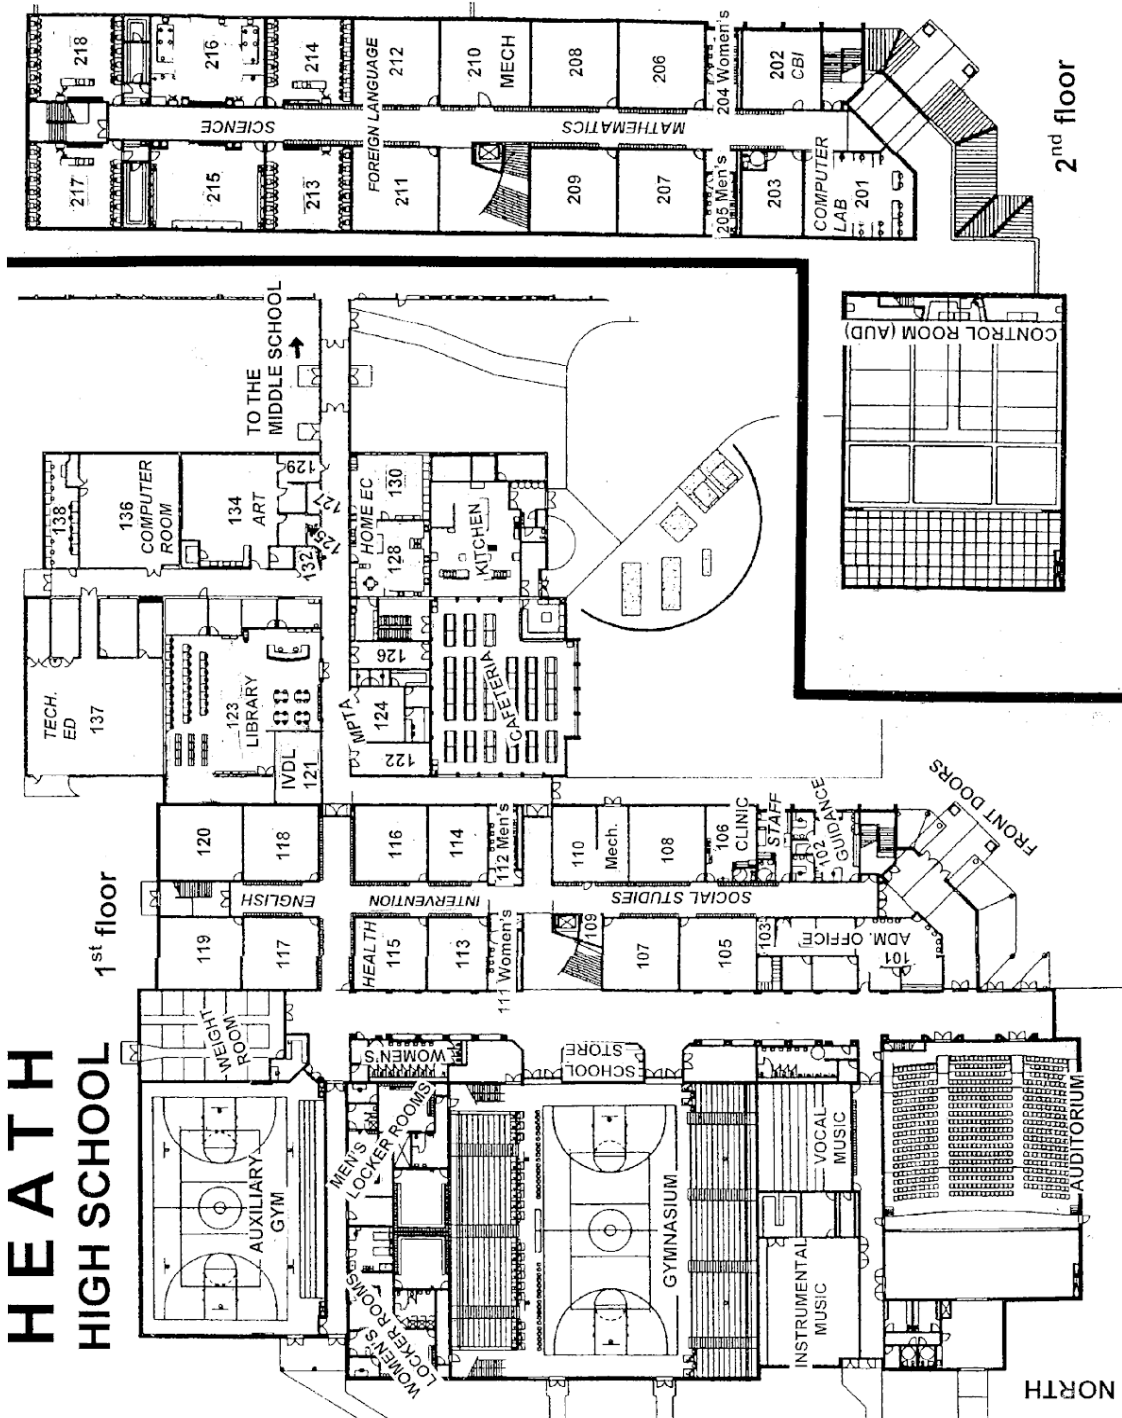 HEATH
HIGH SCHOOL
1st floor
2nd floor
218
216
214
212
210
MECH
208
206
204 Women's
202
CBI
SCIENCE
FOREIGN LANGUAGE
MATHEMATICS
217
215
213
211
209
207
205 Men's
203
COMPUTER
LAB
201
CONTROL ROOM (AUD)
TO THE
MIDDLE SCHOOL
138
136
COMPUTER
ROOM
134
ART
129
127
125
132
HOME EC
130
128
KITCHEN
TECH.
ED
137
123
LIBRARY
IVDL
121
126
MPTA
124
122
CAFETERIA
120
118
116
114
112 Men's
110
Mech.
108
106
CLINIC
STAFF
102
GUIDANCE
FRONT DOORS
ENGLISH
INTERVENTION
SOCIAL STUDIES
119
117
HEALTH
115
113
111 Women's
109
107
105
103
ADM. OFFICE
101
WEIGHT
ROOM
WOMEN'S
SCHOOL
STORE
AUXILIARY
GYM
MEN'S
LOCKER ROOMS
WOMEN'S
LOCKER ROOMS
GYMNASIUM
VOCAL
MUSIC
INSTRUMENTAL
MUSIC
AUDITORIUM
NORTH